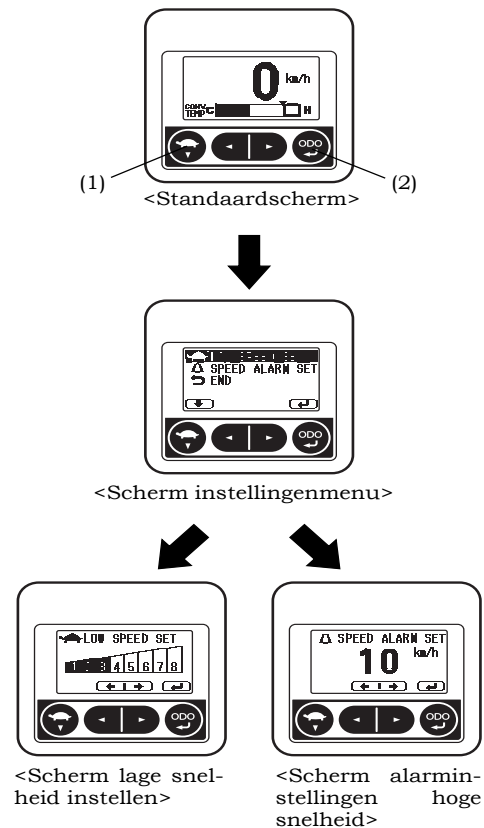 0 km/h
CONV. TEMP C H
ODO
(1) (2)
<Standaardscherm>
SPEED ALARM SET
END
ODO
<Scherm instellingenmenu>
LOW SPEED SET
1 2 3 4 5 6 7 8
ODO
<Scherm lage snel-
heid instellen>
SPEED ALARM SET
10 km/h
ODO
<Scherm alarmin-
stellingen hoge
snelheid>